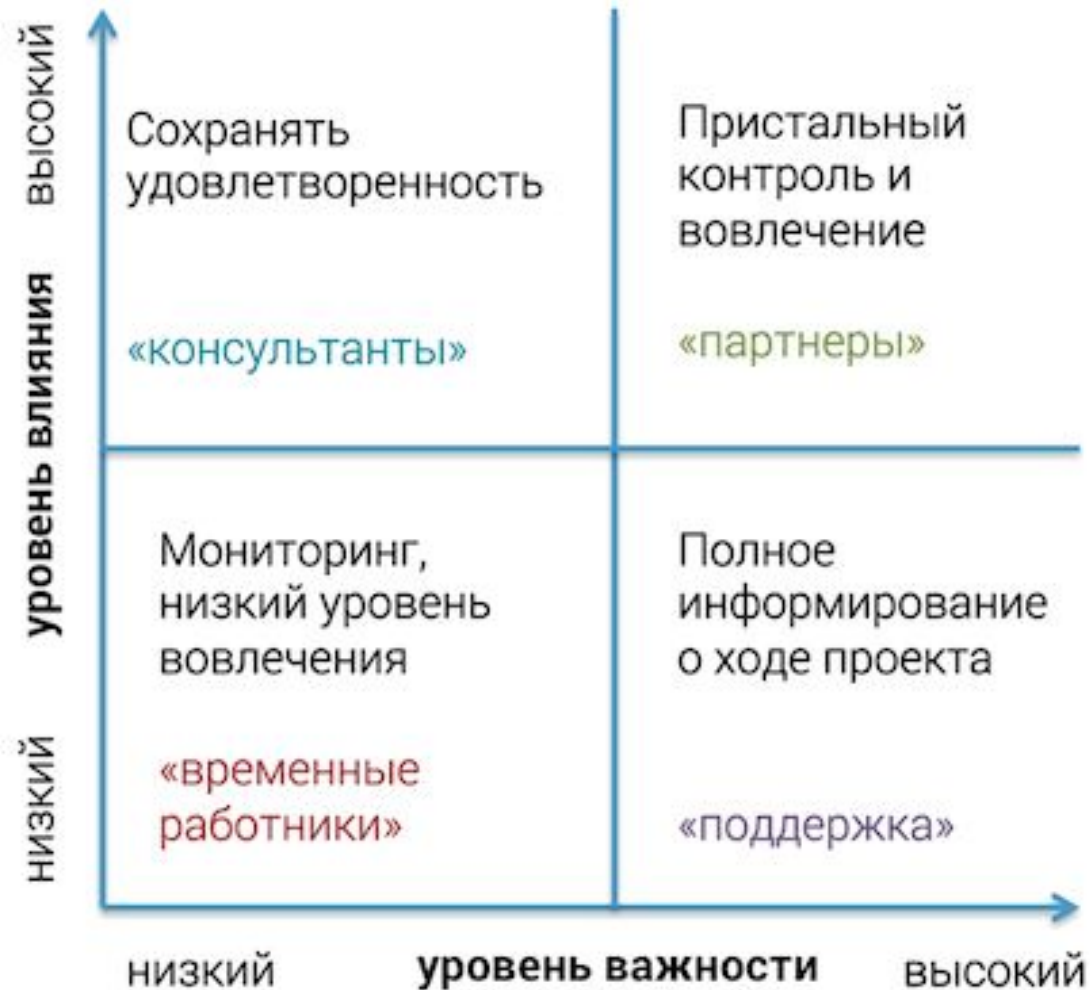 высокий
Сохранять
удовлетворенность
«консультанты»
Пристальный
контроль и
вовлечение
«партнеры»
уровень влияния
Мониторинг,
низкий уровень
вовлечения
«временные
работники»
Полное
информирование
о ходе проекта
«поддержка»
низкий
низкий
уровень важности
высокий